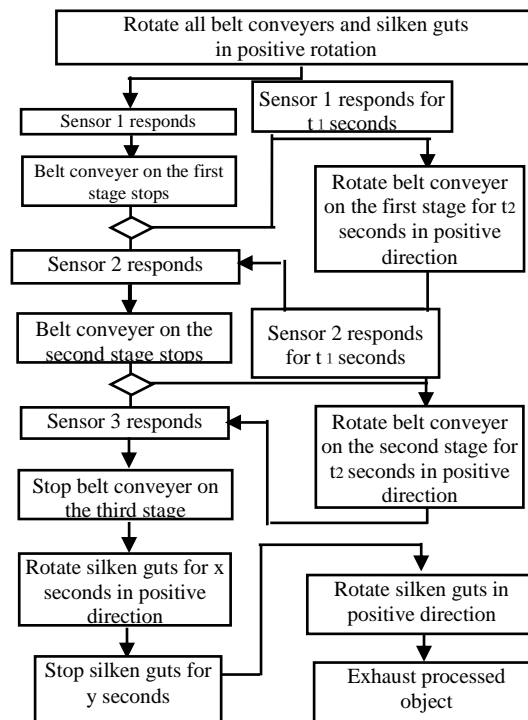 Rotate all belt conveyers and silken guts
in positive rotation
Sensor 1 responds for
t1 seconds
Sensor 1 responds
Belt conveyer on the first
stage stops
Rotate belt conveyer
on the first stage for t2
seconds in positive
direction
Sensor 2 responds
Belt conveyer on the
second stage stops
Sensor 2 responds
for t1 seconds
Sensor 3 responds
Rotate belt conveyer
on the second stage for
t2 seconds in positive
direction
Stop belt conveyer on
the third stage
Rotate silken guts for x
seconds in positive
direction
Rotate silken guts in
positive direction
Stop silken guts for
y seconds
Exhaust processed
object